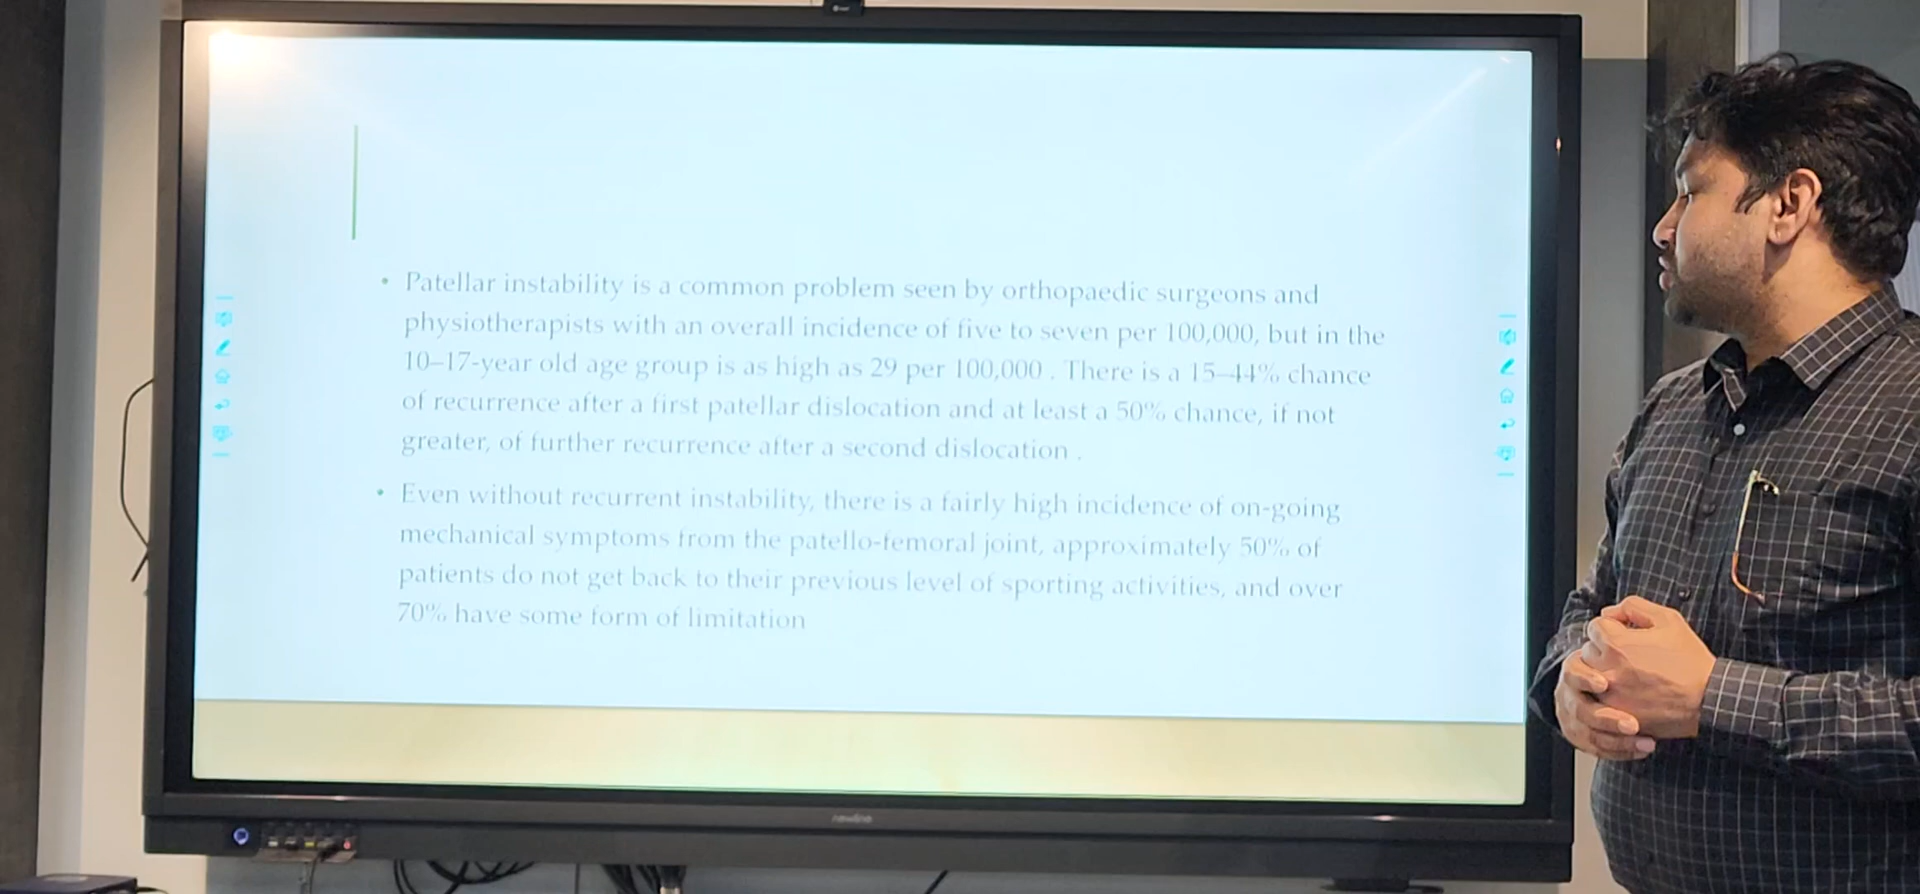 • Patellar instability is a common problem seen by orthopaedic surgeons and
physiotherapists with an overall incidence of five to seven per 100,000, but in the
10–17-year old age group is as high as 29 per 100,000 . There is a 15–44% chance
of recurrence after a first patellar dislocation and at least a 50% chance, if not
greater, of further recurrence after a second dislocation .
• Even without recurrent instability, there is a fairly high incidence of on-going
mechanical symptoms from the patello-femoral joint, approximately 50% of
patients do not get back to their previous level of sporting activities, and over
70% have some form of limitation
newline